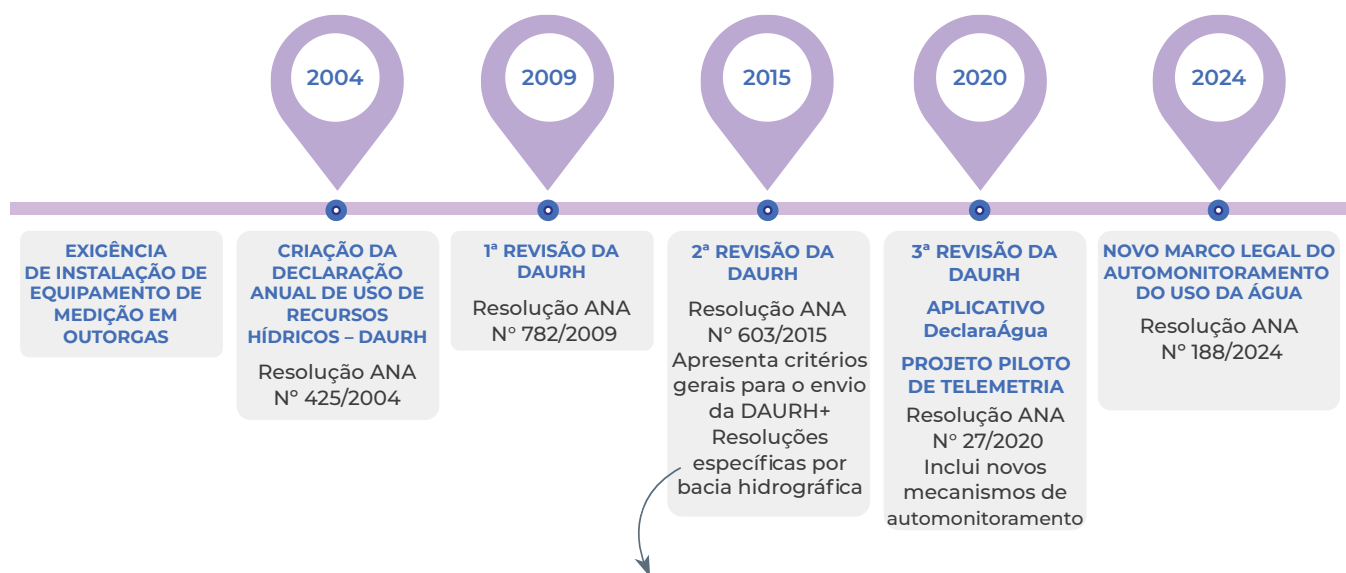 2004
2009
2015
2020
2024
EXIGÊNCIA
DE INSTALAÇÃO DE
EQUIPAMENTO DE
MEDIÇÃO EM
OUTORGAS
CRIAÇÃO DA
DECLARAÇÃO
ANUAL DE USO DE
RECURSOS
HÍDRICOS – DAURH
Resolução ANA
Nº 425/2004
1ª REVISÃO DA
DAURH
Resolução ANA
N° 782/2009
2ª REVISÃO DA
DAURH
Resolução ANA
Nº 603/2015
Apresenta critérios
gerais para o envio
da DAURH+
Resoluções
específicas por
bacia hidrográfica
3ª REVISÃO DA
DAURH
APLICATIVO
DeclaraÁgua
PROJETO PILOTO
DE TELEMETRIA
Resolução ANA
N° 27/2020
Inclui novos
mecanismos de
automonitoramento
NOVO MARCO LEGAL DO
AUTOMONITORAMENTO
DO USO DA ÁGUA
Resolução ANA
Nº 188/2024